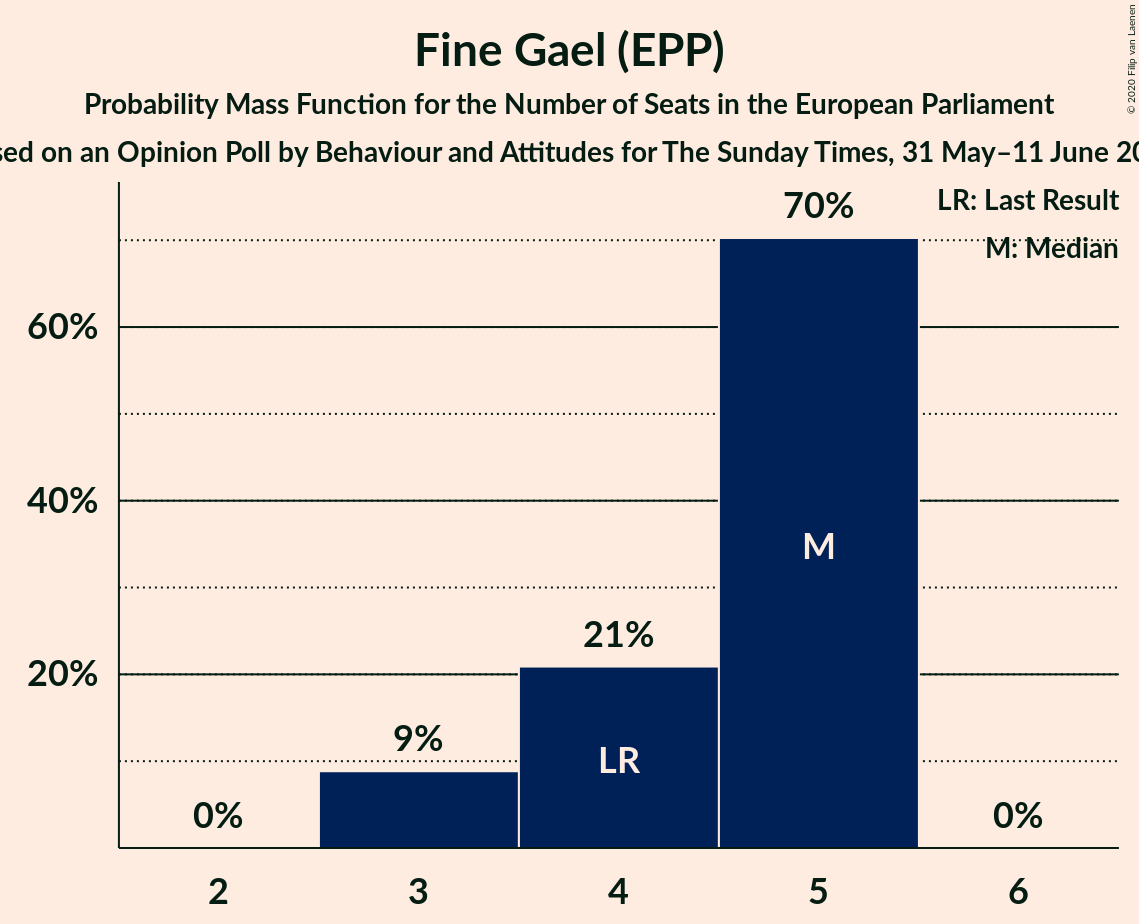 Fine Gael (EPP)
Probability Mass Function for the Number of Seats in the European Parliament
on an Opinion Poll by Behaviour and Attitudes for The Sunday Times, 31 May–11 June
© 2020 Filip van Laenen
LR: Last Result
M: Median
70%
60%
40%
M
21%
20%
9%
LR
0%
0%
2
3
4
5
6